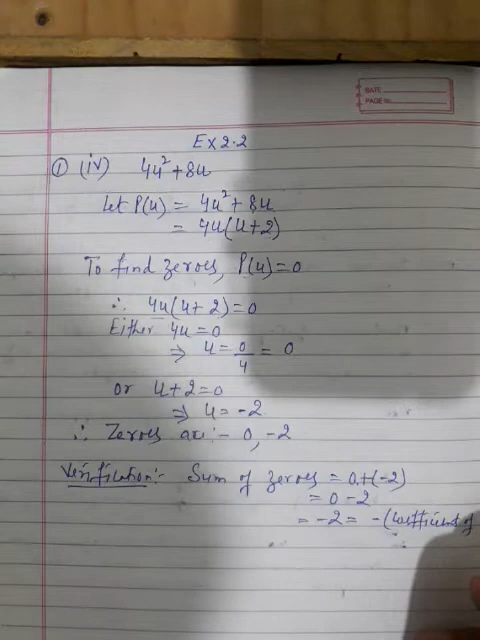 DATE
PAGE No.
Ex 2.2
① (iv) 4u²+8u
Let P(u) = 4u²+8u
= 4u(u+2)
To find zeroes, P(u)=0
∴ 4u(u+2)=0
Either 4u=0
⇒ u=0/4 = 0
or u+2=0
⇒ u=-2
∴ Zeroes are:- 0,-2
Verification:- Sum of zeroes = 0+(-2)
= 0-2
= -2 = -(Coefficient of